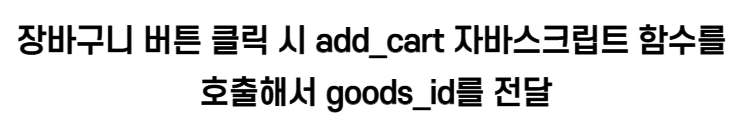 장바구니 버튼 클릭 시 add_cart 자바스크립트 함수를
호출해서 goods_id를 전달